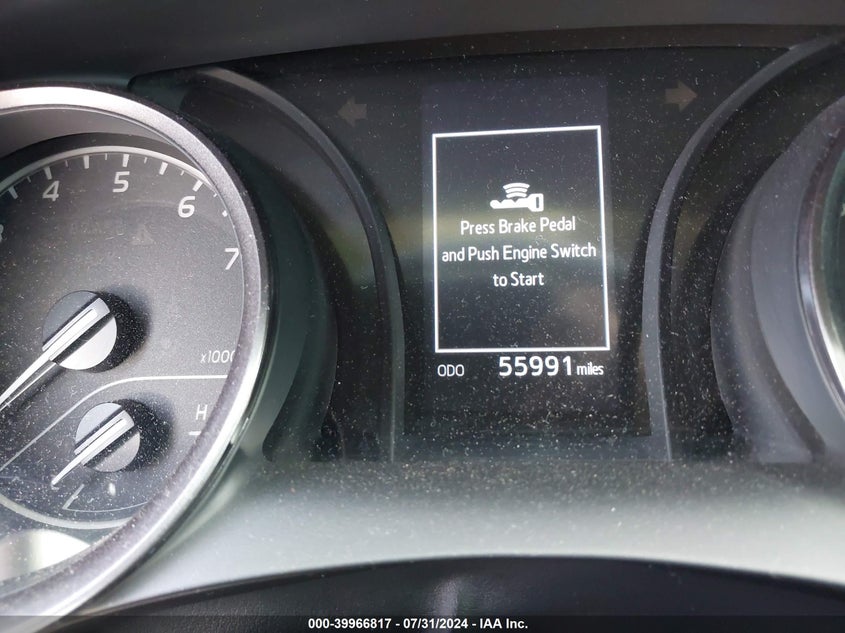 4 5 6 7
x1000
H
Press Brake Pedal
and Push Engine Switch
to Start
ODO 55991 miles
000-39966817 - 07/31/2024 - IAA Inc.